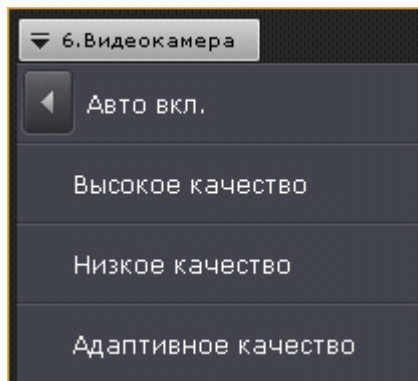 6.Видеокамера
Авто вкл.
Высокое качество
Низкое качество
Адаптивное качество